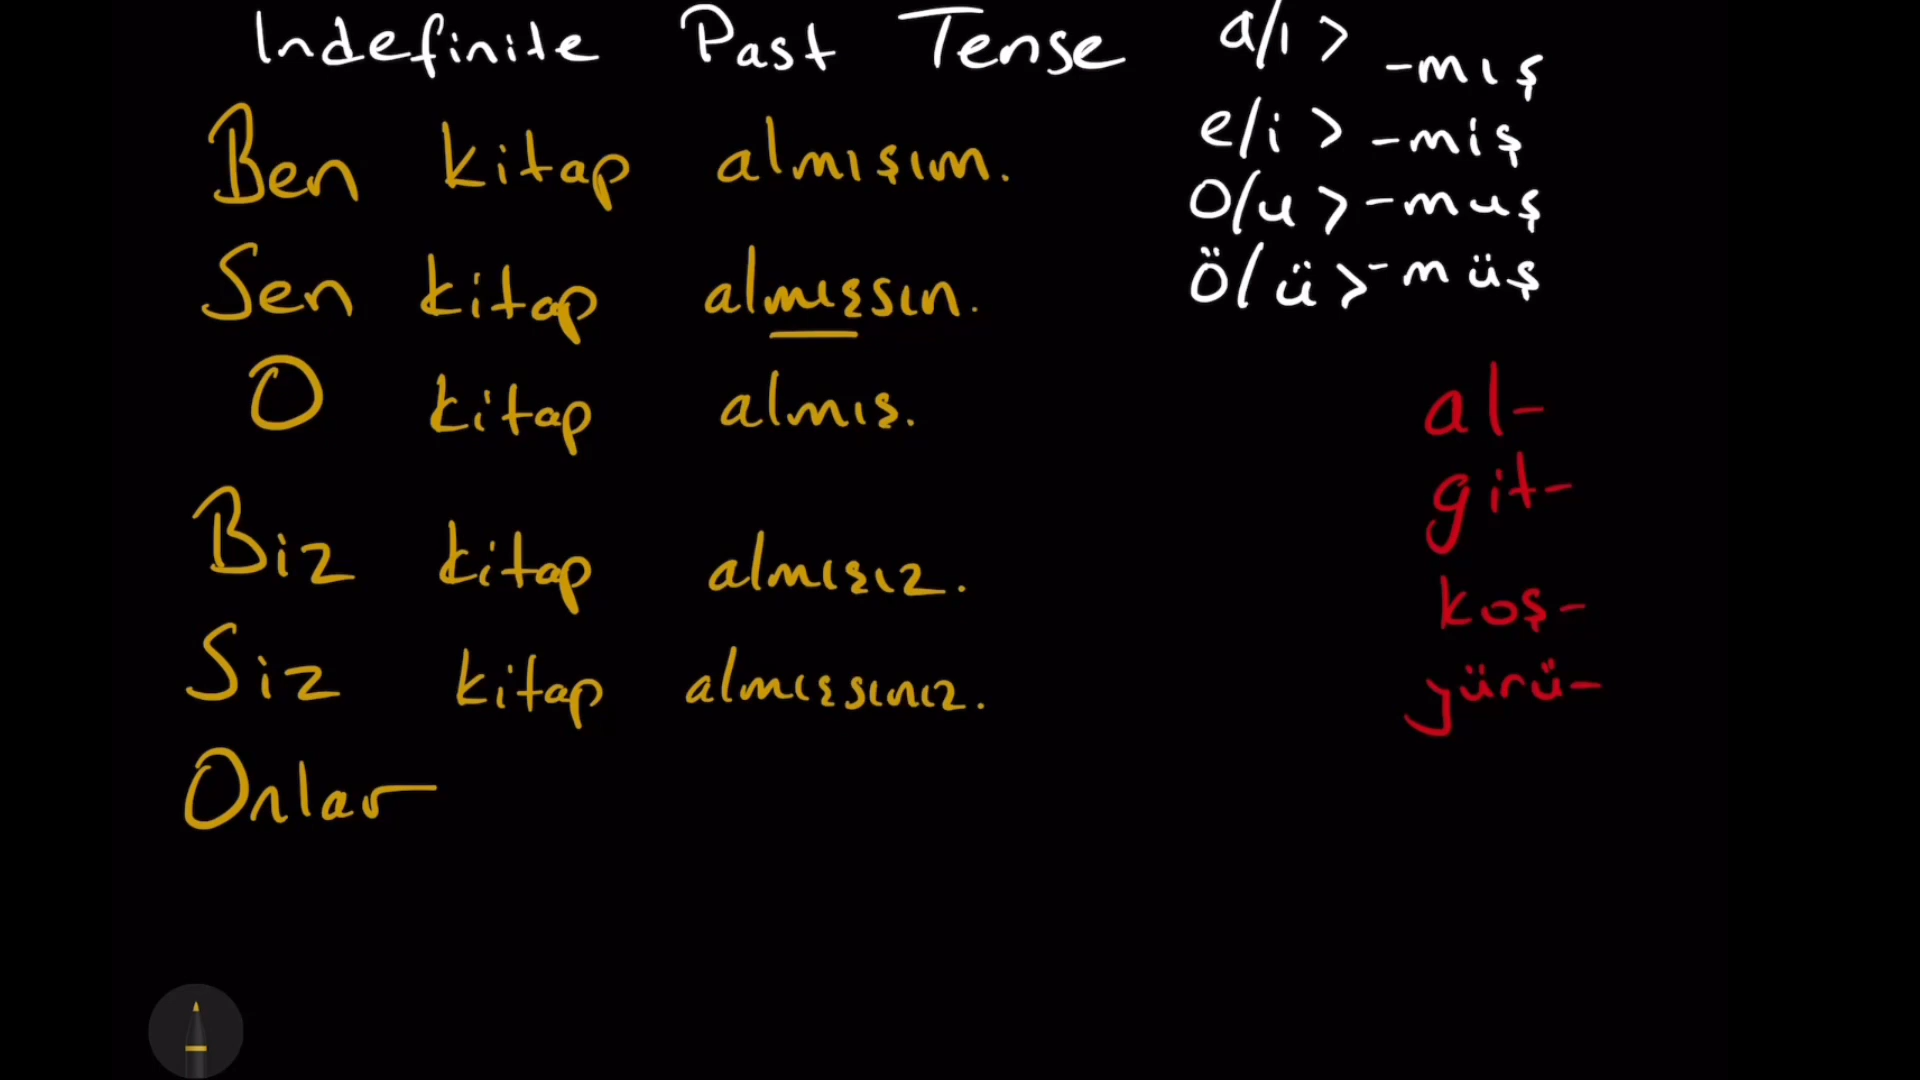 Indefinite Past Tense
a/ı > -mış
e/i > -miş
o/u > -muş
ö/ü > -müş
Ben kitap almışım.
Sen kitap almışsın.
O kitap almış.
Biz kitap almışız.
Siz kitap almışsınız.
Onlar
al-
git-
koş-
yürü-